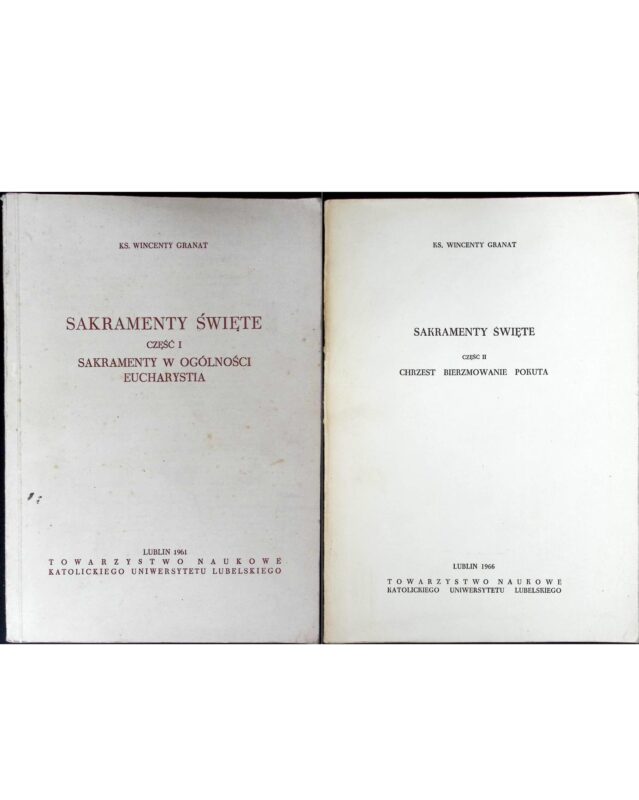 KS. WINCENTY GRANAT
SAKRAMENTY ŚWIĘTE
CZĘŚĆ I
SAKRAMENTY W OGÓLNOŚCI
EUCHARYSTIA
LUBLIN 1961
TOWARZYSTWO NAUKOWE
KATOLICKIEGO UNIWERSYTETU LUBELSKIEGO
KS. WINCENTY GRANAT
SAKRAMENTY ŚWIĘTE
CZĘŚĆ II
CHRZEST BIERZMOWANIE POKUTA
LUBLIN 1966
TOWARZYSTWO NAUKOWE
KATOLICKIEGO UNIWERSYTETU LUBELSKIEGO